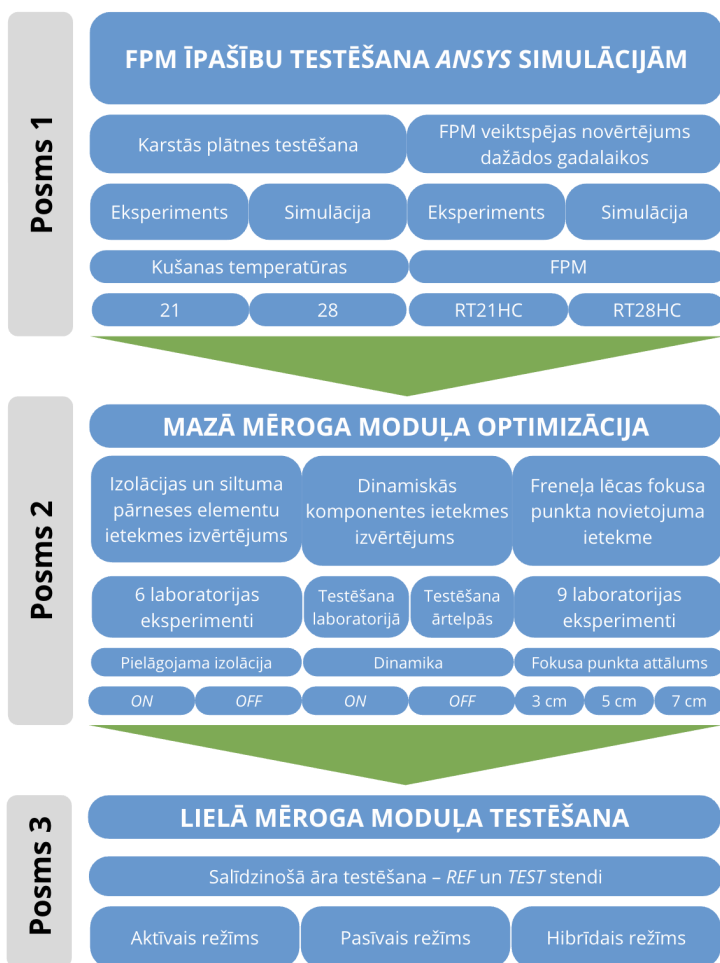 Posms 1
FPM ĪPAŠĪBU TESTĒŠANA ANSYS SIMULĀCIJĀM
Karstās plātnes testēšana
FPM veiktspējas novērtējums
dažādos gadalaikos
Eksperiments
Simulācija
Eksperiments
Simulācija
Kušanas temperatūras
FPM
21
28
RT21HC
RT28HC
Posms 2
MAZĀ MĒROGA MODUĻA OPTIMIZĀCIJA
Izolācijas un siltuma
pārneses elementu
ietekmes izvērtējums
Dinamiskās
komponentes ietekmes
izvērtējums
Freneļa lēcas fokusa
punkta novietojuma
ietekme
6 laboratorijas
eksperimenti
Testēšana
laboratorijā
Testēšana
ārtelpās
9 laboratorijas
eksperimenti
Pielāgojama izolācija
Dinamika
Fokusa punkta attālums
ON
OFF
ON
OFF
3 cm
5 cm
7 cm
Posms 3
LIELĀ MĒROGA MODUĻA TESTĒŠANA
Salīdzinošā āra testēšana – REF un TEST stendi
Aktīvais režīms
Pasīvais režīms
Hibrīdais režīms